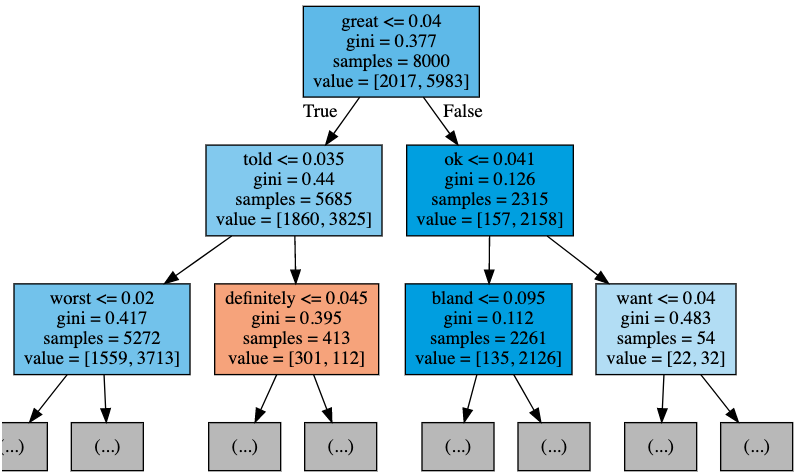 great <= 0.04
gini = 0.377
samples = 8000
value = [2017, 5983]
True
False
told <= 0.035
gini = 0.44
samples = 5685
value = [1860, 3825]
ok <= 0.041
gini = 0.126
samples = 2315
value = [157, 2158]
worst <= 0.02
gini = 0.417
samples = 5272
value = [1559, 3713]
definitely <= 0.045
gini = 0.395
samples = 413
value = [301, 112]
bland <= 0.095
gini = 0.112
samples = 2261
value = [135, 2126]
want <= 0.04
gini = 0.483
samples = 54
value = [22, 32]
(...)
(...)
(...)
(...)
(...)
(...)
(...)
(...)